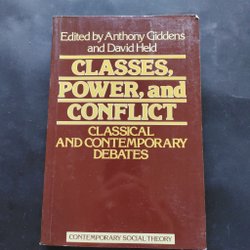 Edited by Anthony Giddens
and David Held
CLASSES,
POWER, and
CONFLICT
CLASSICAL
AND CONTEMPORARY
DEBATES
CONTEMPORARY SOCIAL THEORY